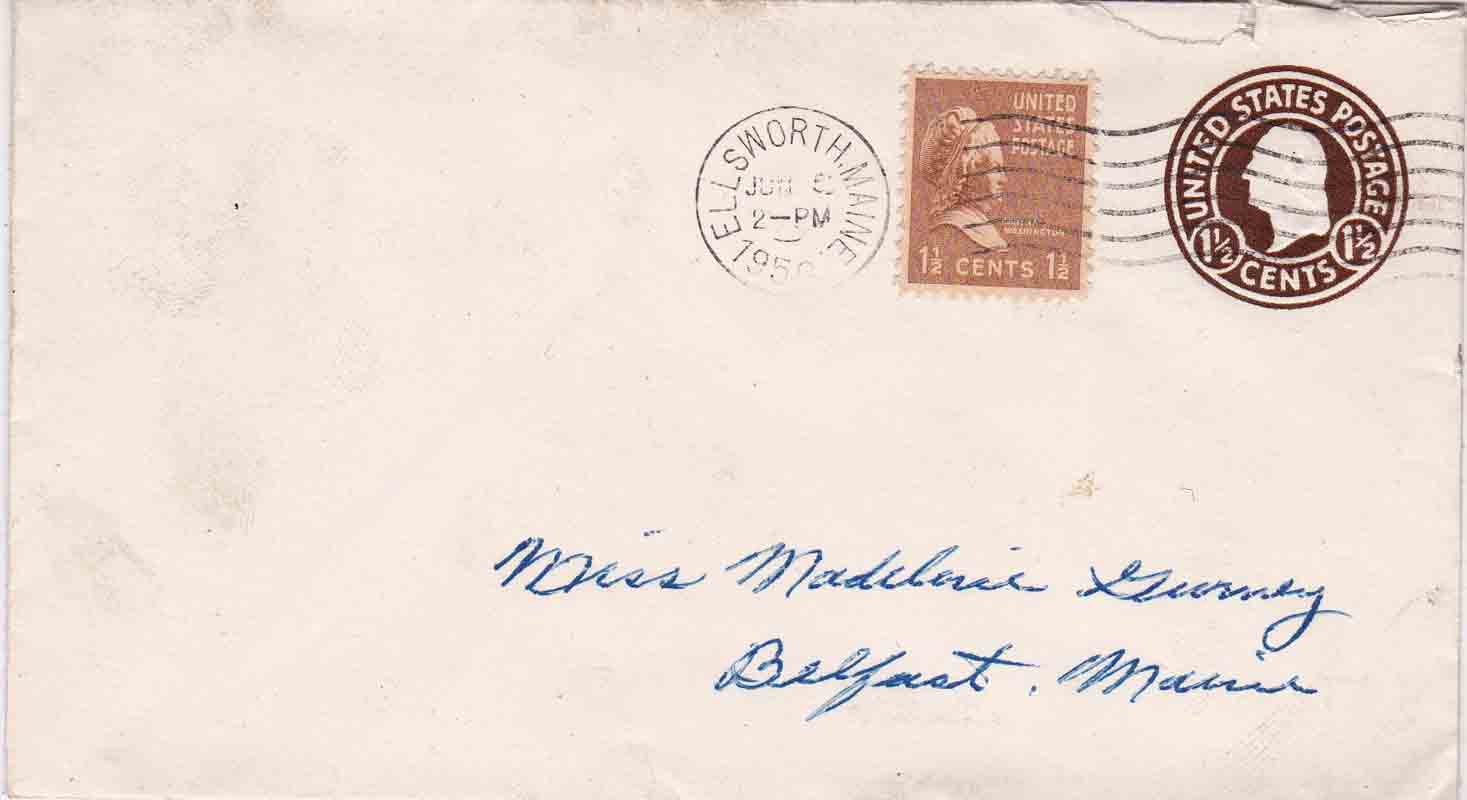 ELLSWORTH, MAINE.
JUN
2-PM
UNITED
STATES
POSTAGE
WASHINGTON
1½ CENTS 1½
UNITED STATES POSTAGE
1½ CENTS 1½
Miss Madeline Gurney
Belfast, Maine